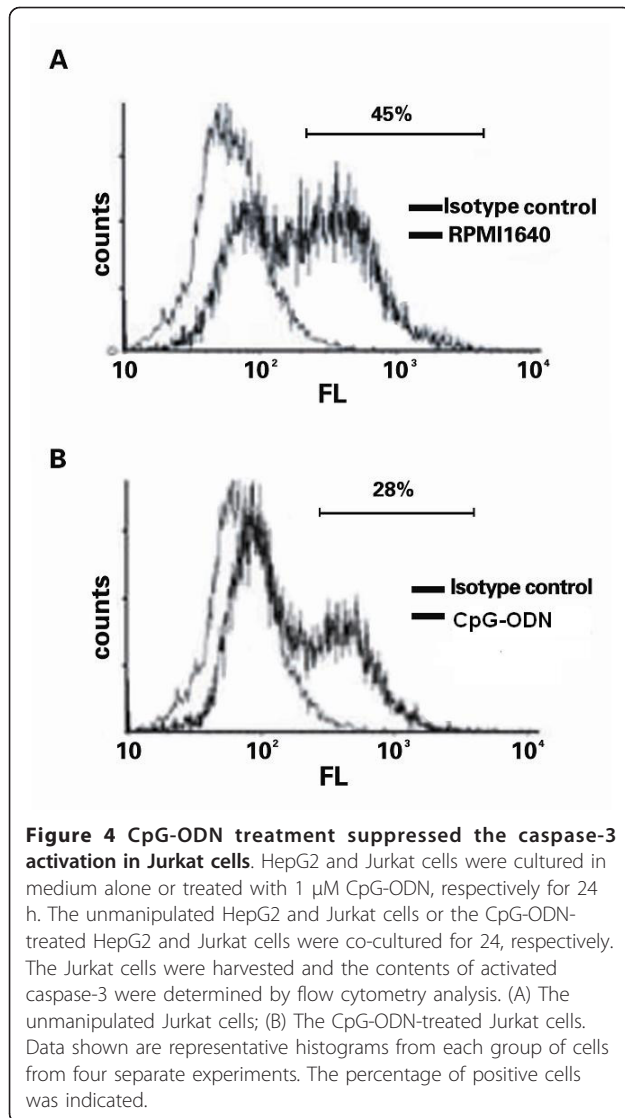 A
45%
Isotype control
RPMI1640
counts
10 10² 10³ 10⁴
FL
B
28%
Isotype control
CpG-ODN
counts
10 10² 10³ 10⁴
FL
Figure 4 CpG-ODN treatment suppressed the caspase-3
activation in Jurkat cells. HepG2 and Jurkat cells were cultured in
medium alone or treated with 1 μM CpG-ODN, respectively for 24
h. The unmanipulated HepG2 and Jurkat cells or the CpG-ODN-
treated HepG2 and Jurkat cells were co-cultured for 24, respectively.
The Jurkat cells were harvested and the contents of activated
caspase-3 were determined by flow cytometry analysis. (A) The
unmanipulated Jurkat cells; (B) The CpG-ODN-treated Jurkat cells.
Data shown are representative histograms from each group of cells
from four separate experiments. The percentage of positive cells
was indicated.